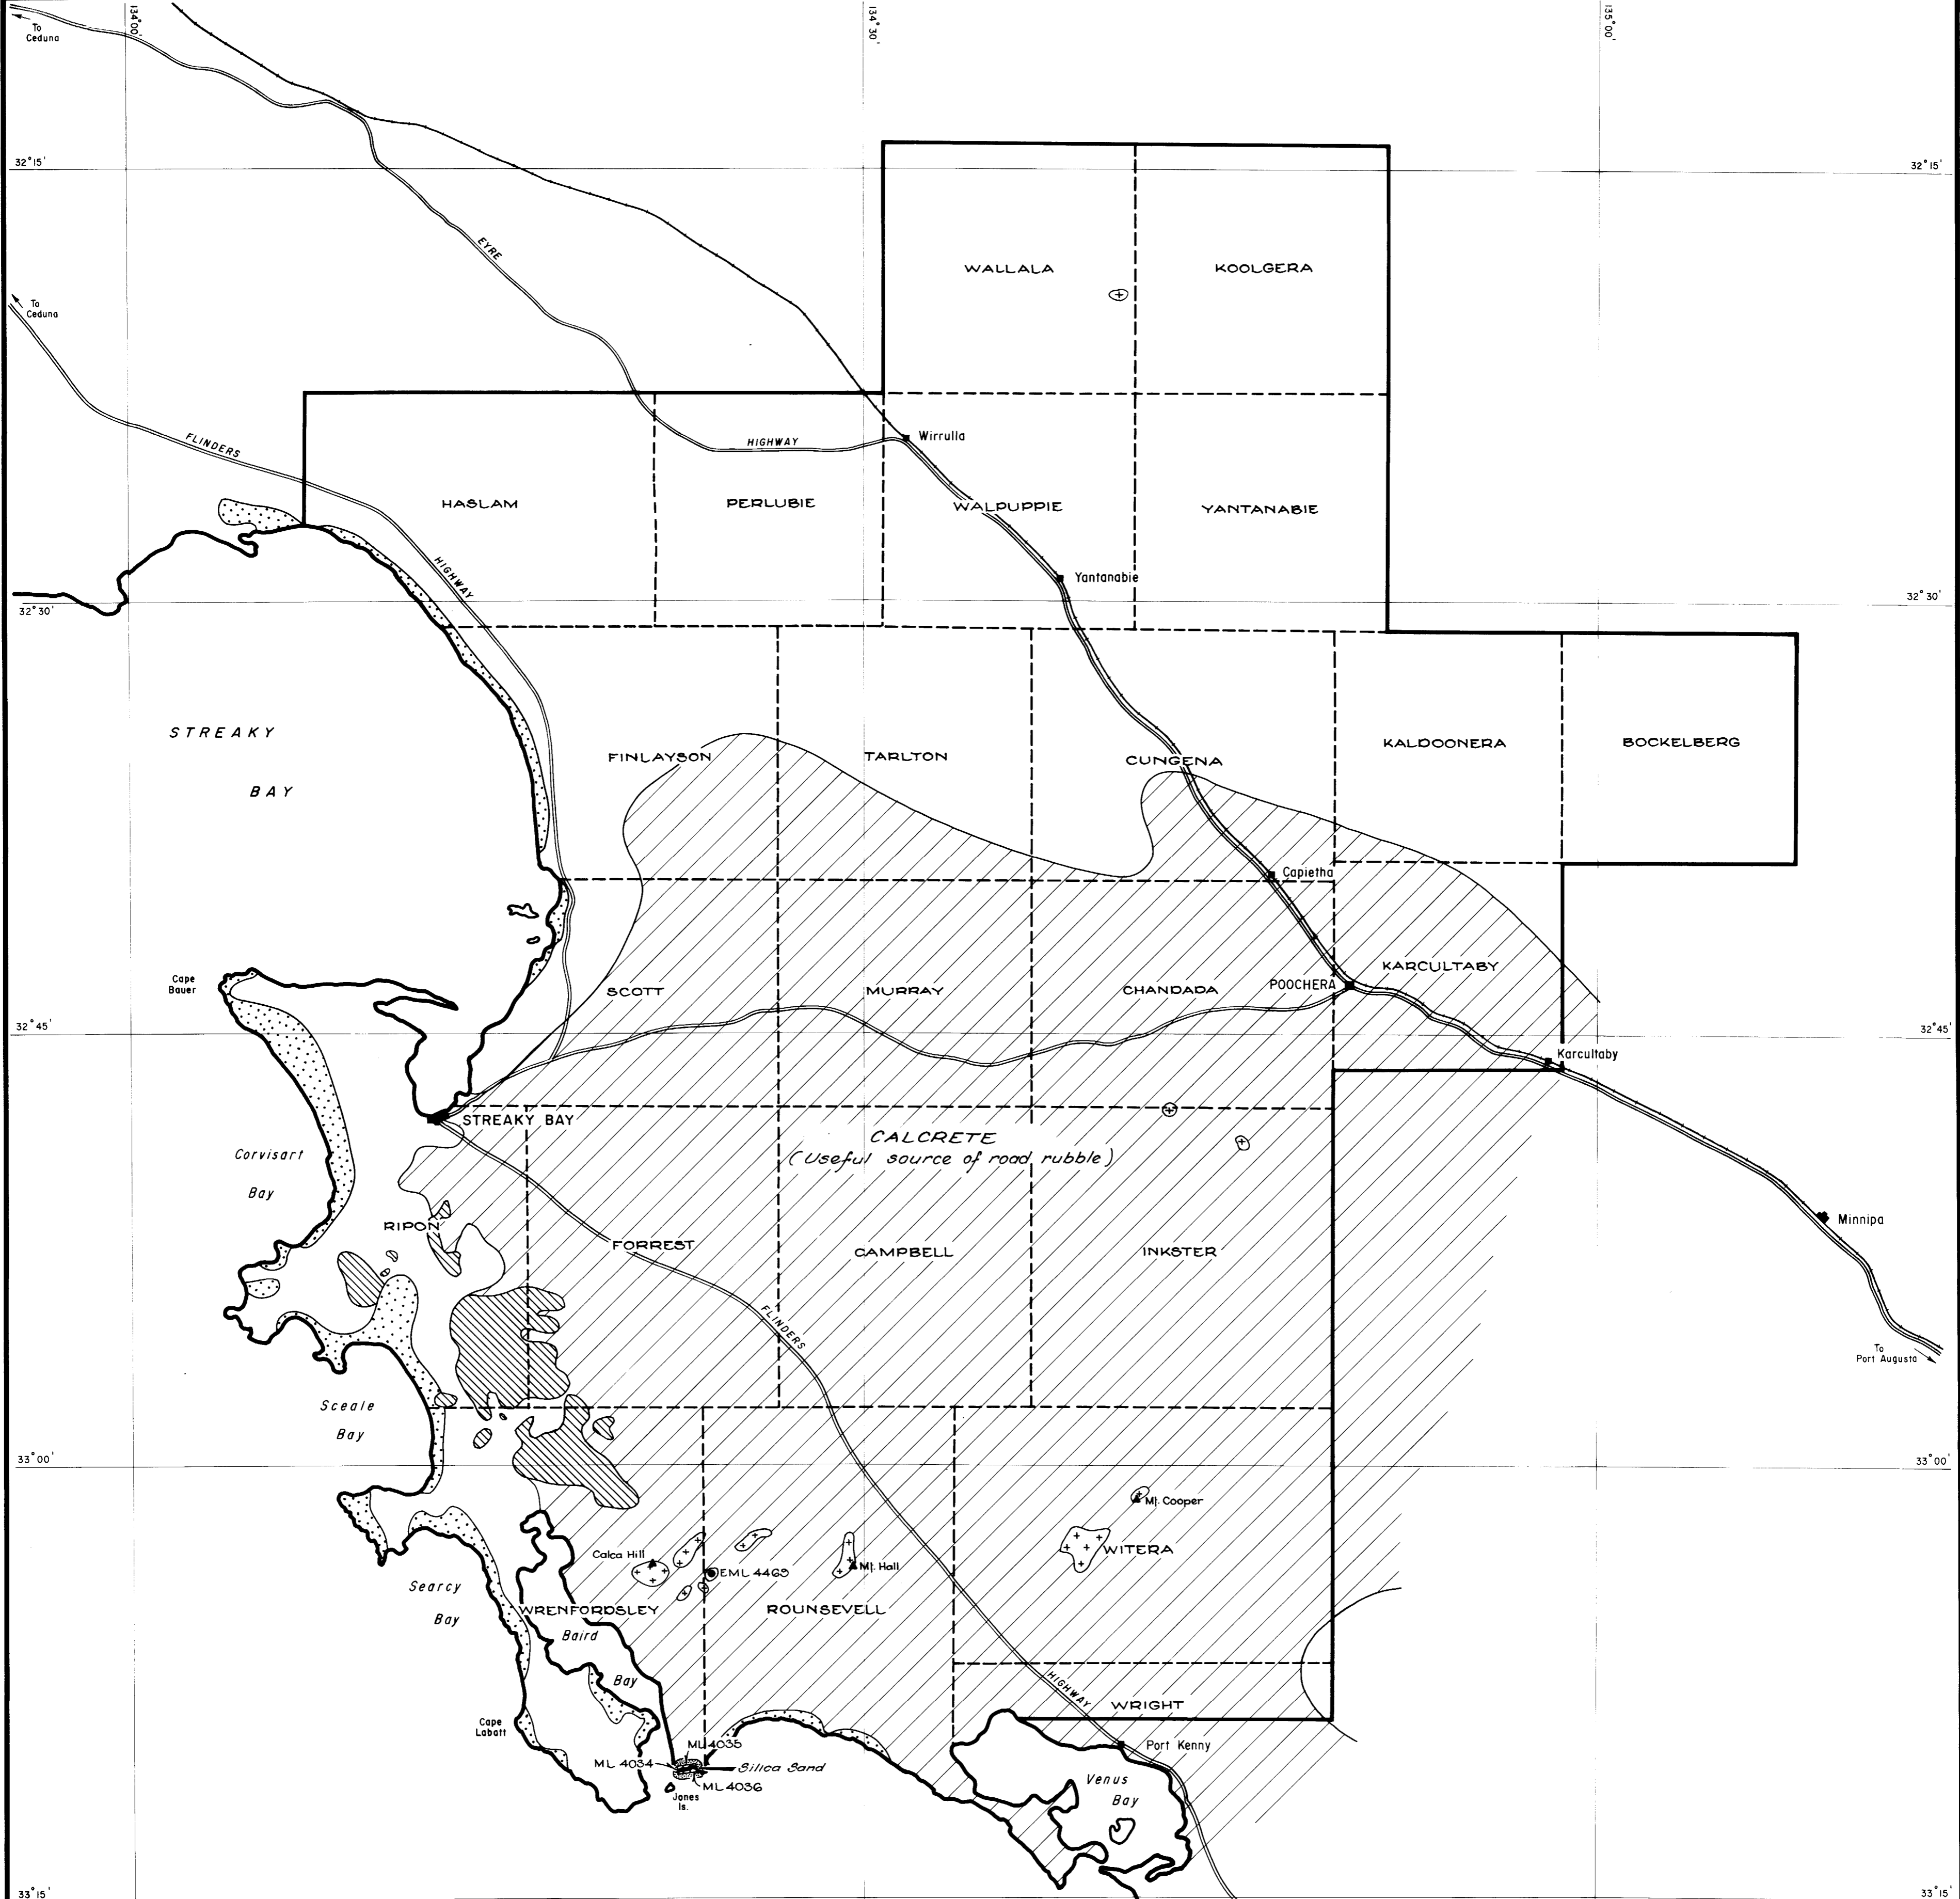 134°00'
134°30'
135°00'
To
Ceduna
32°15'
32°15'
EYRE
WALLALA
KOOLGERA
To
Ceduna
FLINDERS
HIGHWAY
Wirrulla
HASLAM
PERLUBIE
WALPUPPIE
YANTANABIE
HIGHWAY
Yantanabie
32°30'
32°30'
STREAKY
BAY
FINLAYSON
TARLTON
CUNGENA
KALDOONERA
BOCKELBERG
Capietha
Cape
Bauer
SCOTT
MURRAY
CHANDADA
POOCHERA
KARCULTABY
32°45'
32°45'
Karcultaby
STREAKY BAY
CALCRETE
(Useful source of road rubble)
Corvisart
Bay
RIPON
FORREST
CAMPBELL
INKSTER
Minnipa
FLINDERS
To
Port Augusta
Sceale
Bay
33°00'
33°00'
Mt. Cooper
Calca Hill
EML 4469
Mt. Hall
WITERA
Searcy
Bay
WRENFORDSLEY
ROUNSEVELL
Baird
Bay
HIGHWAY
WRIGHT
Cape
Labatt
ML 4035
Port Kenny
ML 4034
Silica Sand
ML 4036
Jones
Is.
Venus
Bay
33°15'
33°15'